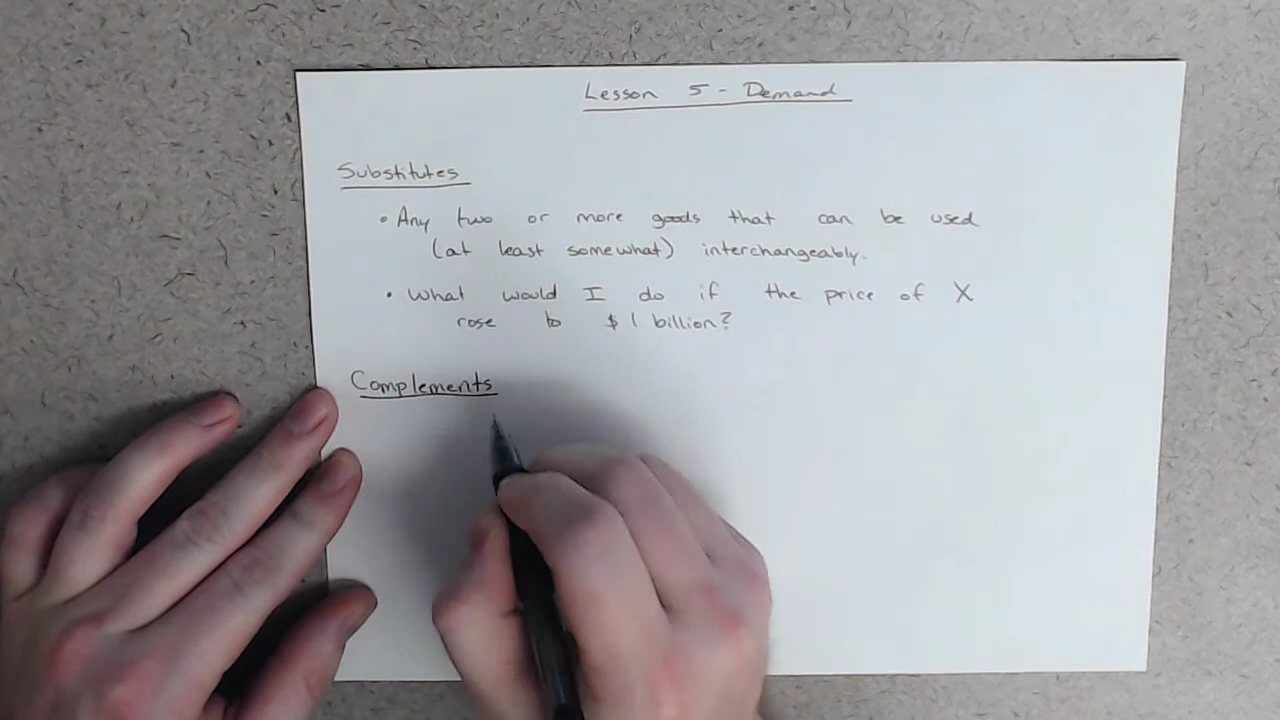 Lesson 5 - Demand
Substitutes
• Any two or more goods that can be used
(at least somewhat) interchangeably.
• What would I do if the price of X
rose to $1 billion?
Complements